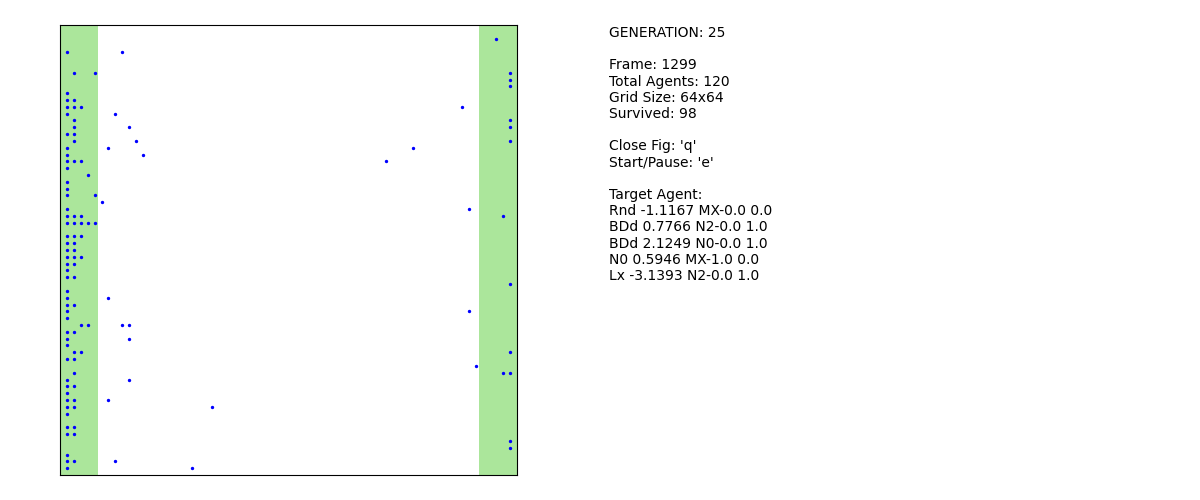 GENERATION: 25
Frame: 1299
Total Agents: 120
Grid Size: 64x64
Survived: 98
Close Fig: 'q'
Start/Pause: 'e'
Target Agent:
Rnd -1.1167 MX-0.0 0.0
BDd 0.7766 N2-0.0 1.0
BDd 2.1249 N0-0.0 1.0
N0 0.5946 MX-1.0 0.0
Lx -3.1393 N2-0.0 1.0